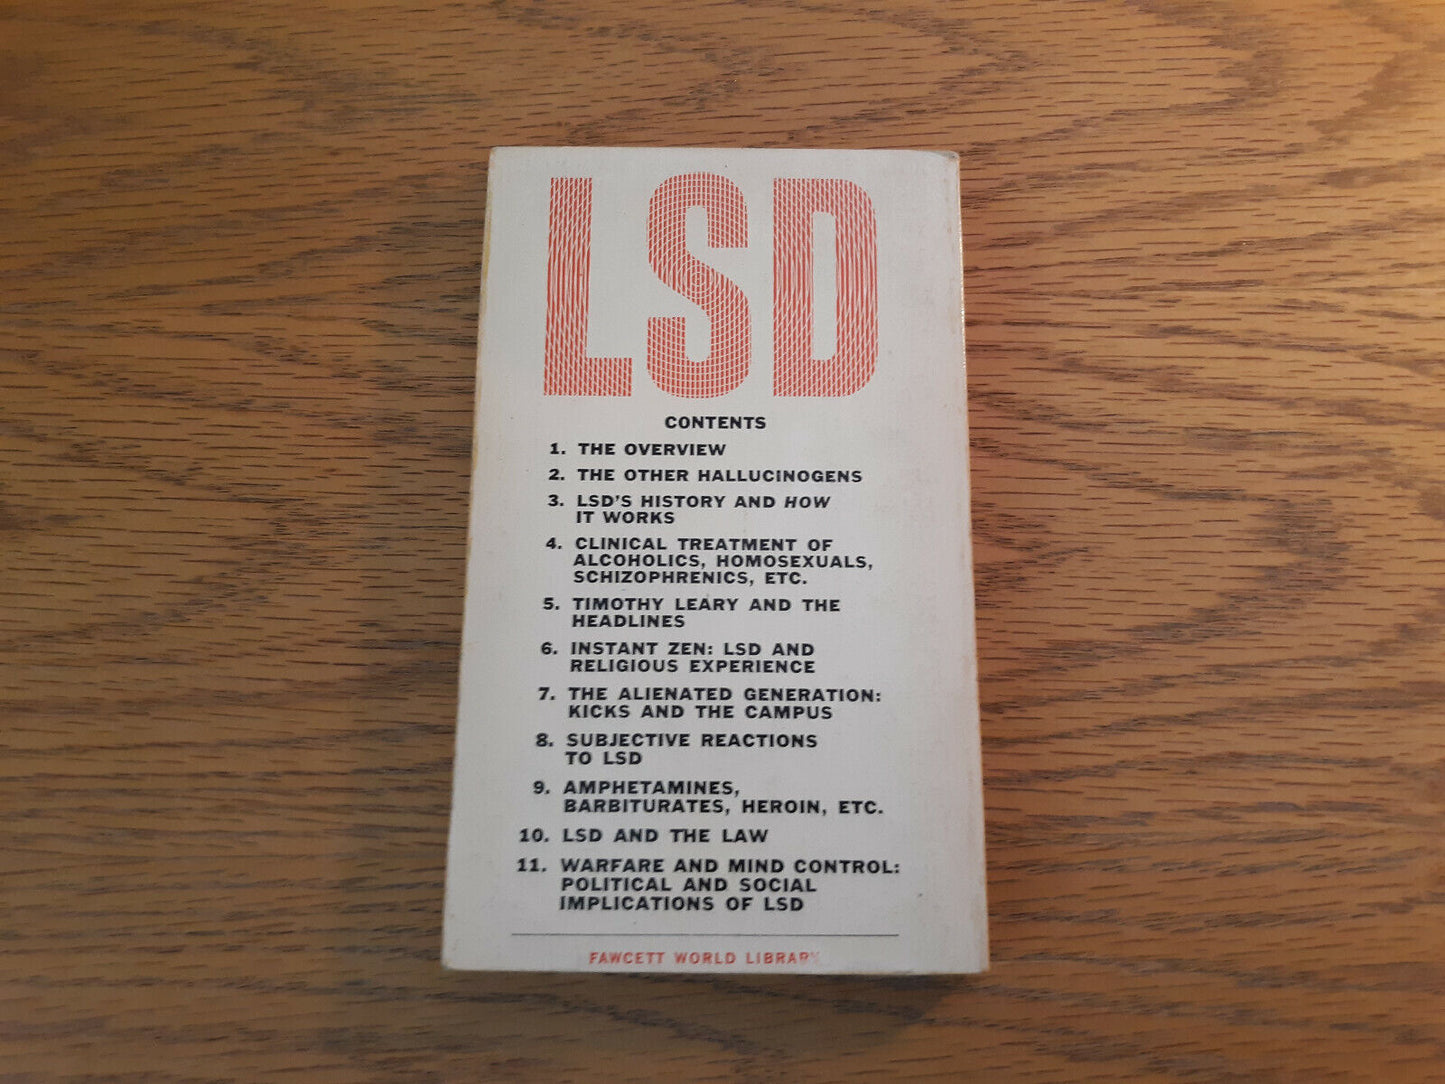 LSD
CONTENTS
1. THE OVERVIEW
2. THE OTHER HALLUCINOGENS
3. LSD'S HISTORY AND HOW
IT WORKS
4. CLINICAL TREATMENT OF
ALCOHOLICS, HOMOSEXUALS,
SCHIZOPHRENICS, ETC.
5. TIMOTHY LEARY AND THE
HEADLINES
6. INSTANT ZEN: LSD AND
RELIGIOUS EXPERIENCE
7. THE ALIENATED GENERATION:
KICKS AND THE CAMPUS
8. SUBJECTIVE REACTIONS
TO LSD
9. AMPHETAMINES,
BARBITURATES, HEROIN, ETC.
10. LSD AND THE LAW
11. WARFARE AND MIND CONTROL:
POLITICAL AND SOCIAL
IMPLICATIONS OF LSD
FAWCETT WORLD LIBRARY